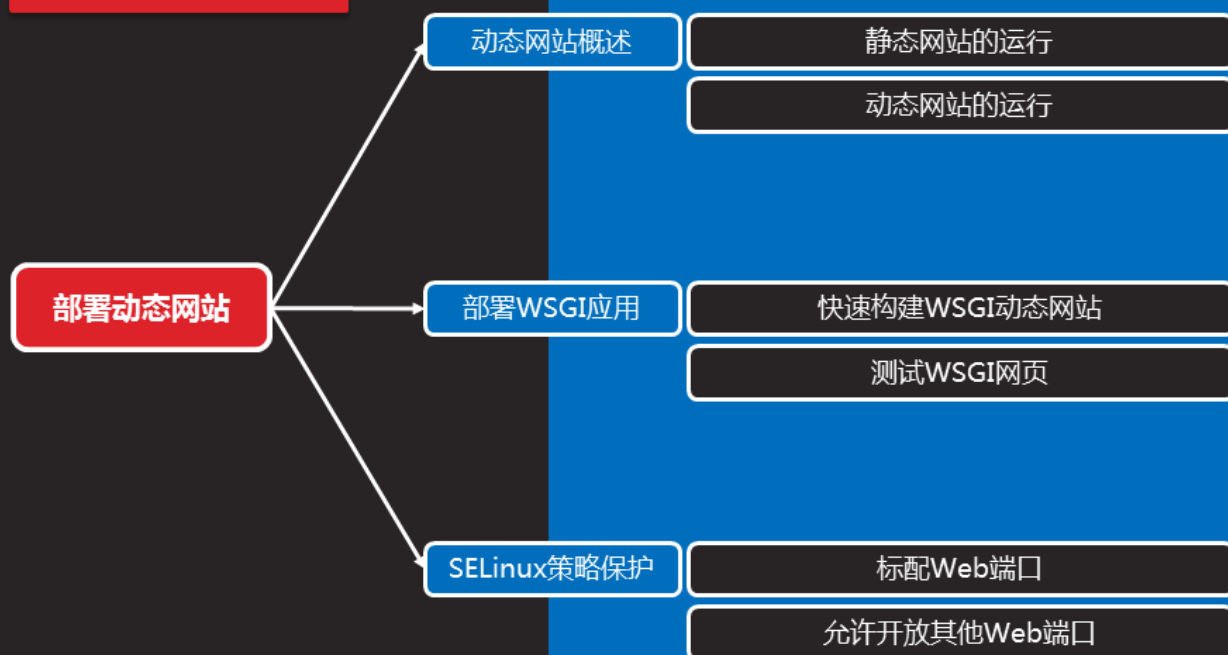 部署动态网站
动态网站概述
静态网站的运行
动态网站的运行
部署WSGI应用
快速构建WSGI动态网站
测试WSGI网页
SELinux策略保护
标配Web端口
允许开放其他Web端口